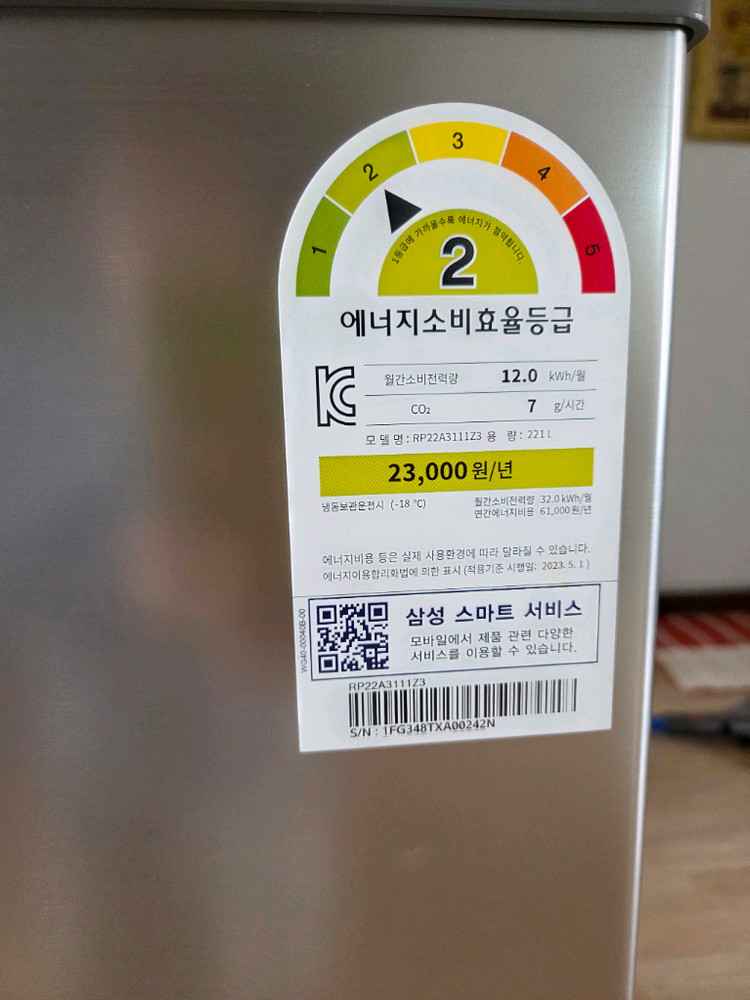 1 2 3 4 5
1등급에 가까울수록 에너지가 절약됩니다.
2
에너지소비효율등급
월간소비전력량 12.0 kWh/월
CO₂ 7 g/시간
모 델 명 : RP22A3111Z3 용 량 : 221 L
23,000원/년
냉동보관운전시 (-18 ℃) 월간소비전력량 32.0 kWh/월
연간에너지비용 61,000원/년
에너지비용 등은 실제 사용환경에 따라 달라질 수 있습니다.
에너지이용합리화법에 의한 표시 (적용기준 시행일: 2023. 5. 1 )
WG40-00040B-00
삼성 스마트 서비스
모바일에서 제품 관련 다양한
서비스를 이용할 수 있습니다.
RP22A3111Z3
S/N : 1FG348TXA00242N